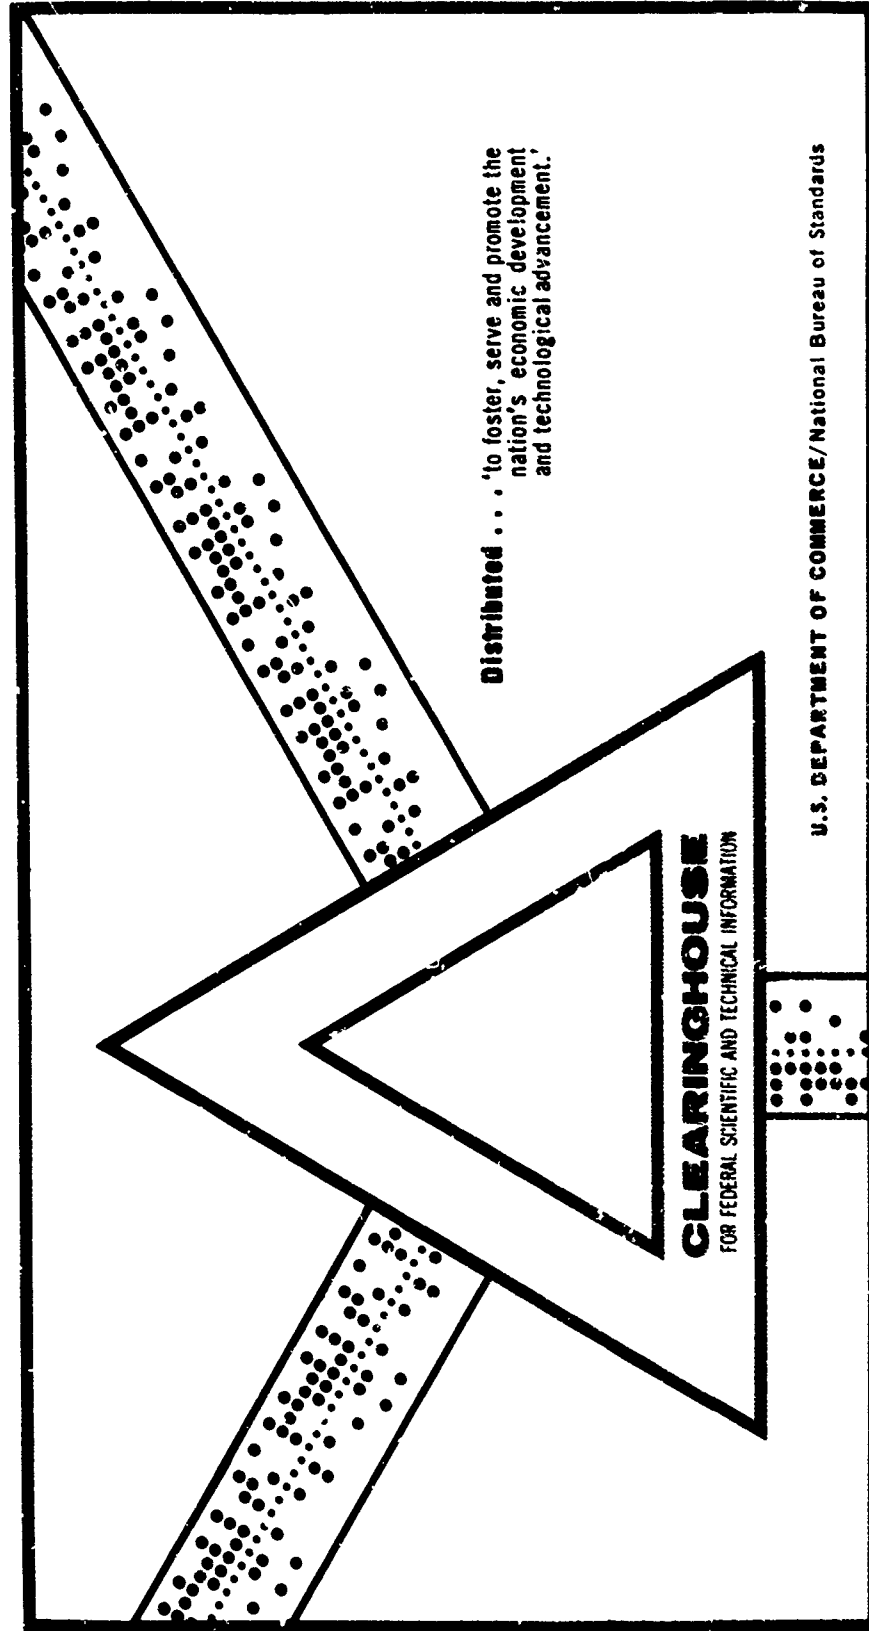 Distributed . . . 'to foster, serve and promote the
nation's economic development
and technological advancement.'
CLEARINGHOUSE
FOR FEDERAL SCIENTIFIC AND TECHNICAL INFORMATION
U.S. DEPARTMENT OF COMMERCE/National Bureau of Standards